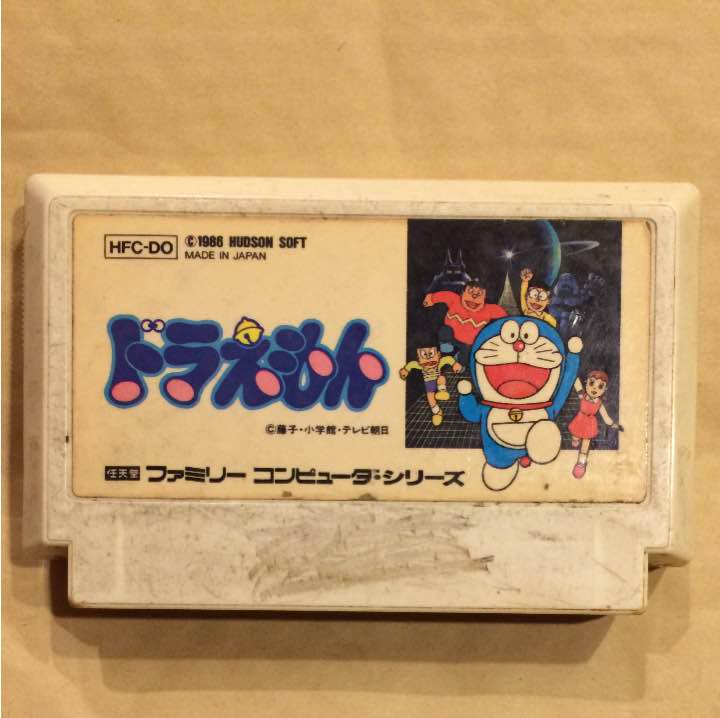 HFC-DO
©1986 HUDSON SOFT
MADE IN JAPAN
ドラえもん
©藤子・小学館・テレビ朝日
任天堂 ファミリー コンピュータ・シリーズ